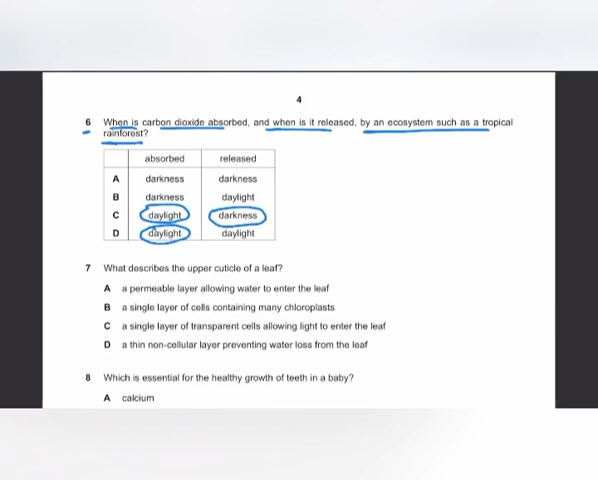 4
6 When is carbon dioxide absorbed, and when is it released, by an ecosystem such as a tropical
rainforest?
absorbed released
A darkness darkness
B darkness daylight
C daylight darkness
D daylight daylight
7 What describes the upper cuticle of a leaf?
A a permeable layer allowing water to enter the leaf
B a single layer of cells containing many chloroplasts
C a single layer of transparent cells allowing light to enter the leaf
D a thin non-cellular layer preventing water loss from the leaf
8 Which is essential for the healthy growth of teeth in a baby?
A calcium